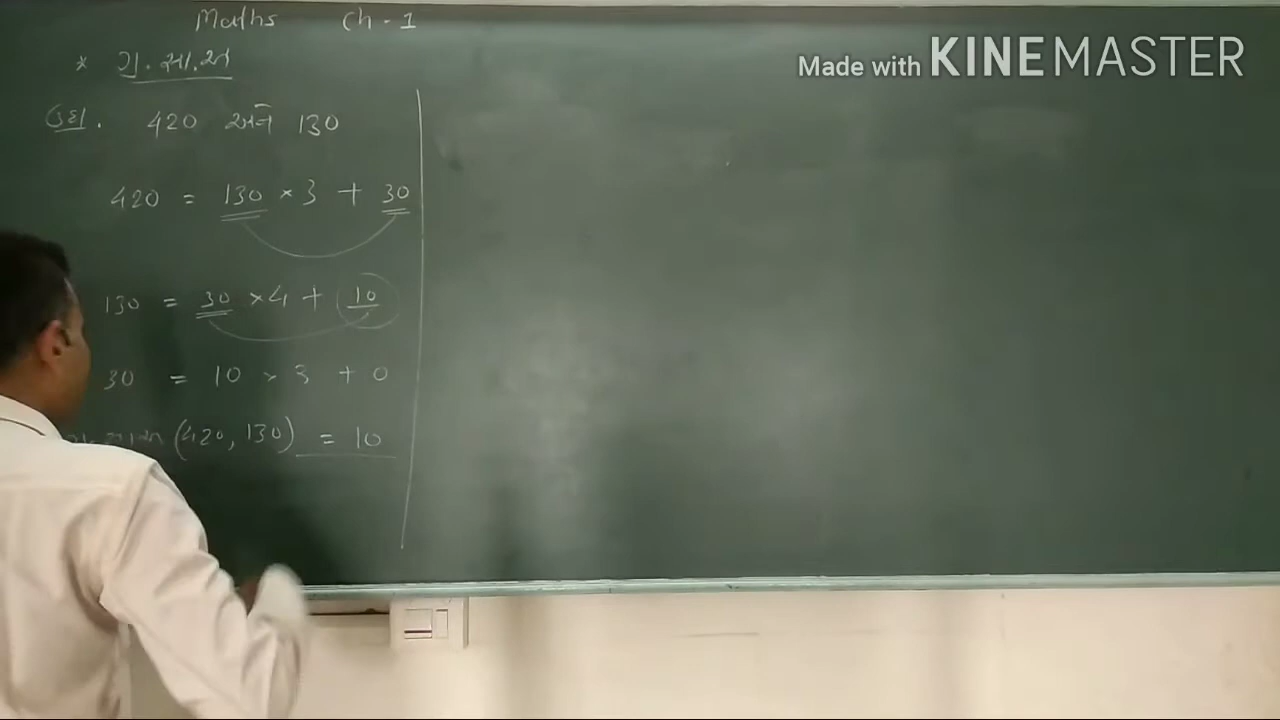 Maths Ch - 1
Made with KINEMASTER
* ગુ.સા.અ
ઉદા. 420 અને 130
420 = 130 × 3 + 30
130 = 30 × 4 + 10
30 = 10 × 3 + 0
(420, 130) = 10